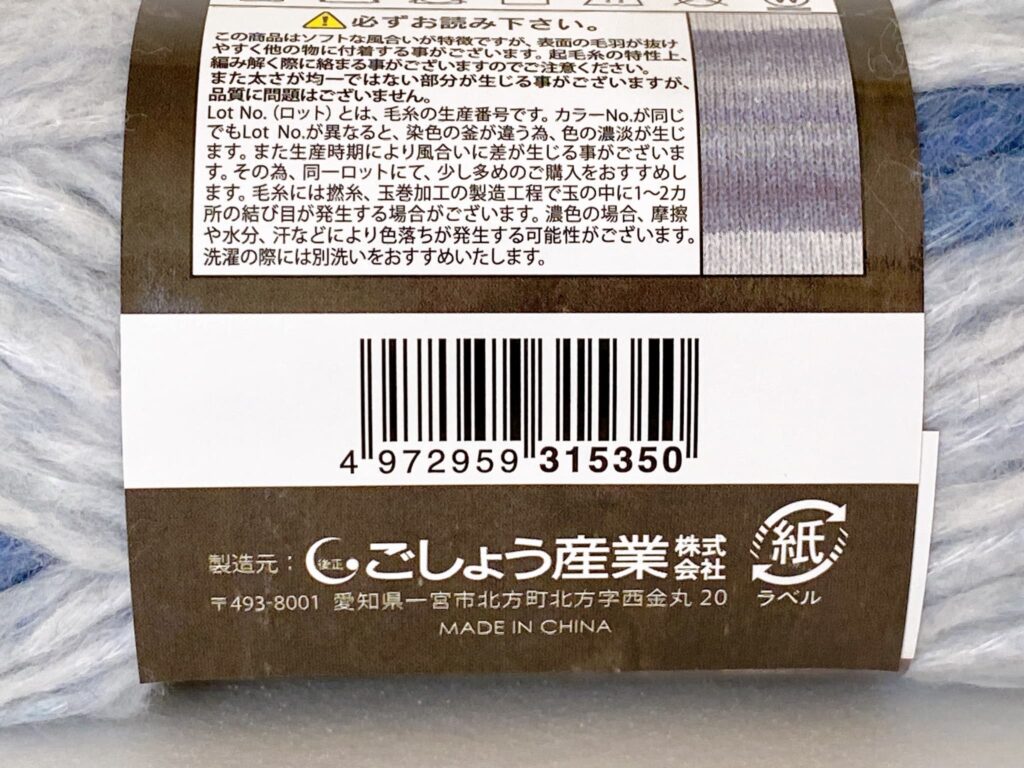 必ずお読み下さい。
この商品はソフトな風合いが特徴ですが、表面の毛羽が抜け
やすく他の物に付着する事がございます。起毛糸の特性上、
編み解く際に絡まる事がございますのでご注意ください。
また太さが均一ではない部分が生じる事がございますが、
品質に問題はございません。
Lot No.（ロット）とは、毛糸の生産番号です。カラーNo.が同じ
でもLot No.が異なると、染色の釜が違う為、色の濃淡が生じ
ます。また生産時期により風合いに差が生じる事がございま
す。その為、同一ロットにて、少し多めのご購入をおすすめし
ます。毛糸には撚糸、玉巻加工の製造工程で玉の中に1〜2カ
所の結び目が発生する場合がございます。濃色の場合、摩擦
や水分、汗などにより色落ちが発生する可能性がございます。
洗濯の際には別洗いをおすすめいたします。
4 972959 315350
製造元：後正 ごしょう産業株式会社
〒493-8001 愛知県一宮市北方町北方字西金丸 20
MADE IN CHINA
紙
ラベル